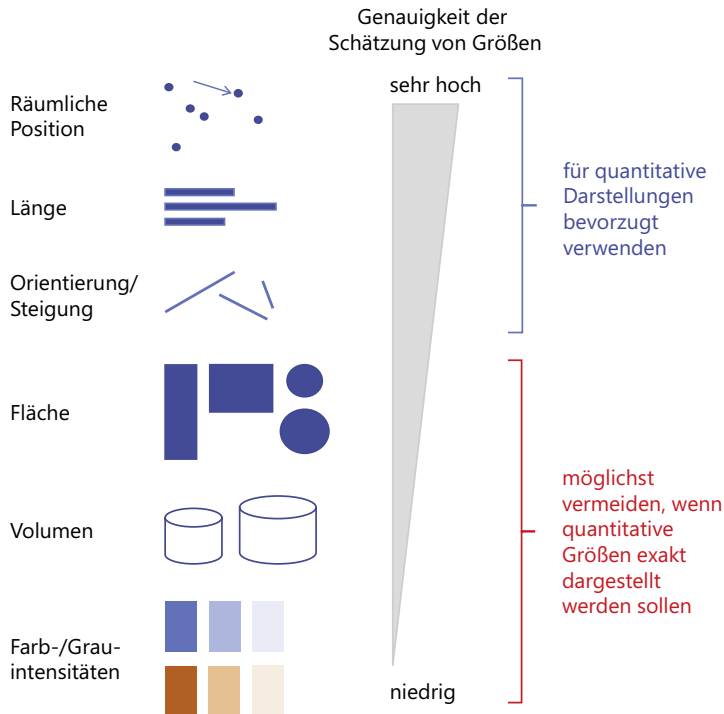 Genauigkeit der
Schätzung von Größen
sehr hoch
Räumliche
Position
Länge
Orientierung/
Steigung
für quantitative
Darstellungen
bevorzugt
verwenden
Fläche
Volumen
Farb-/Grau-
intensitäten
möglichst
vermeiden, wenn
quantitative
Größen exakt
dargestellt
werden sollen
niedrig